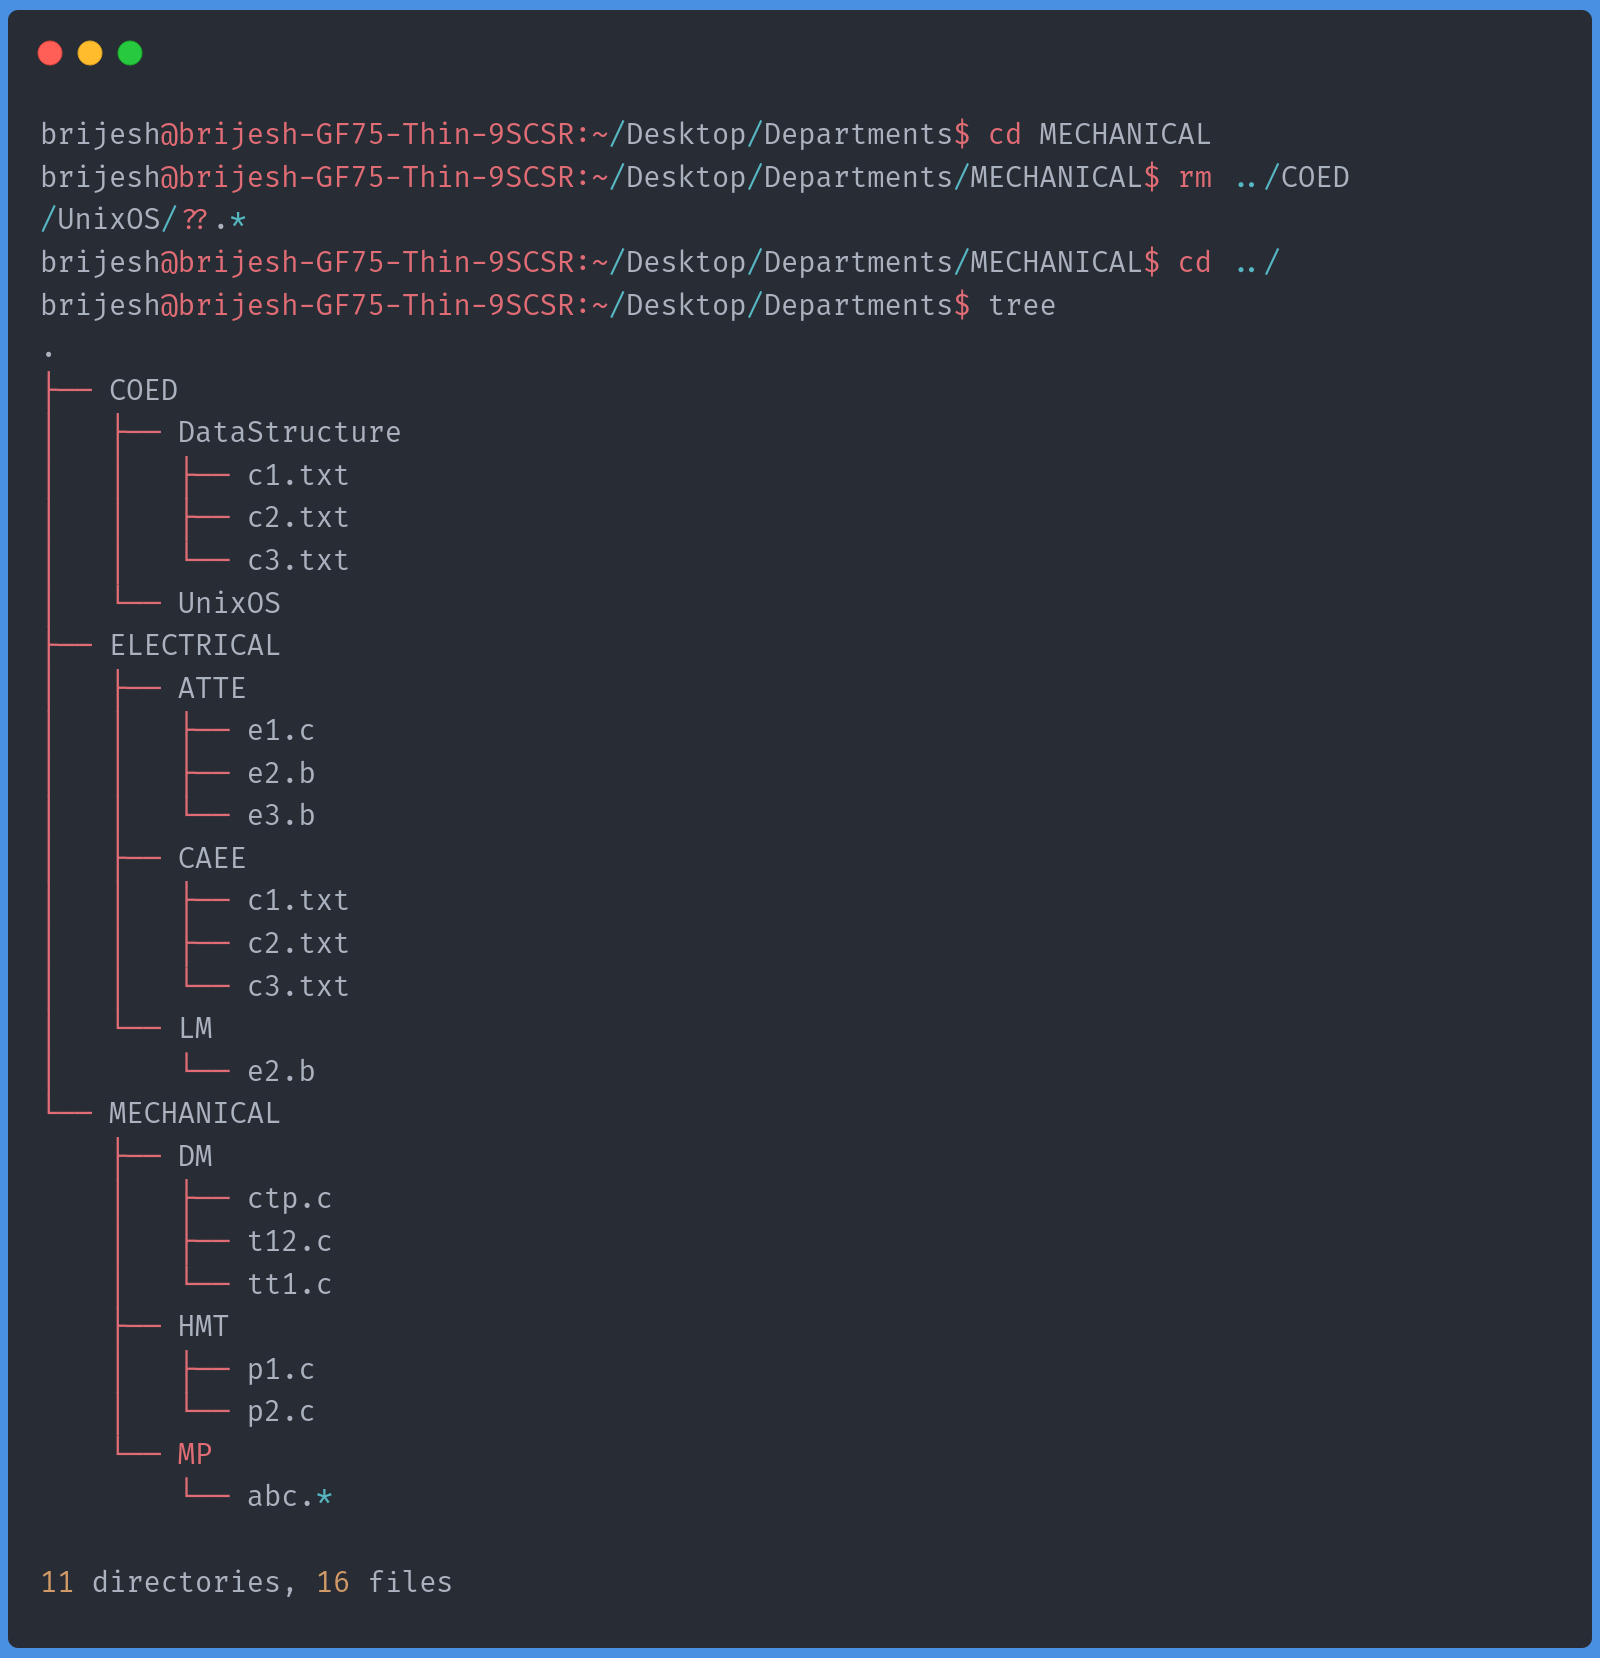 brijesh@brijesh-GF75-Thin-9SCSR:~/Desktop/Departments$ cd MECHANICAL
brijesh@brijesh-GF75-Thin-9SCSR:~/Desktop/Departments/MECHANICAL$ rm ../COED
/UnixOS/??.*
brijesh@brijesh-GF75-Thin-9SCSR:~/Desktop/Departments/MECHANICAL$ cd ../
brijesh@brijesh-GF75-Thin-9SCSR:~/Desktop/Departments$ tree
.
├── COED
│   ├── DataStructure
│   │   ├── c1.txt
│   │   ├── c2.txt
│   │   └── c3.txt
│   └── UnixOS
├── ELECTRICAL
│   ├── ATTE
│   │   ├── e1.c
│   │   ├── e2.b
│   │   └── e3.b
│   ├── CAEE
│   │   ├── c1.txt
│   │   ├── c2.txt
│   │   └── c3.txt
│   └── LM
│       └── e2.b
└── MECHANICAL
    ├── DM
    │   ├── ctp.c
    │   ├── t12.c
    │   └── tt1.c
    ├── HMT
    │   ├── p1.c
    │   └── p2.c
    └── MP
        └── abc.*
11 directories, 16 files